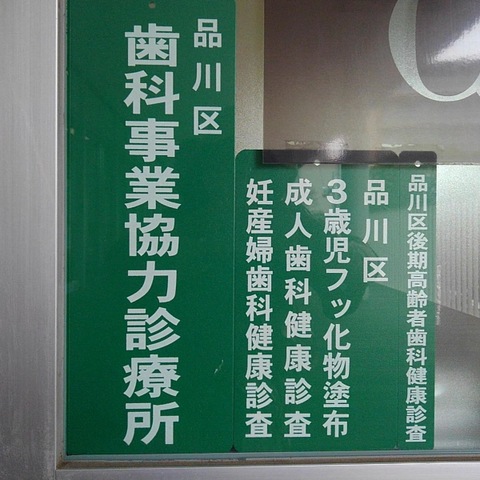 品川区
歯科事業協力診療所
品川区後期高齢者歯科健康診査
品川区
3歳児フッ化物塗布
成人歯科健康診査
妊産婦歯科健康診査